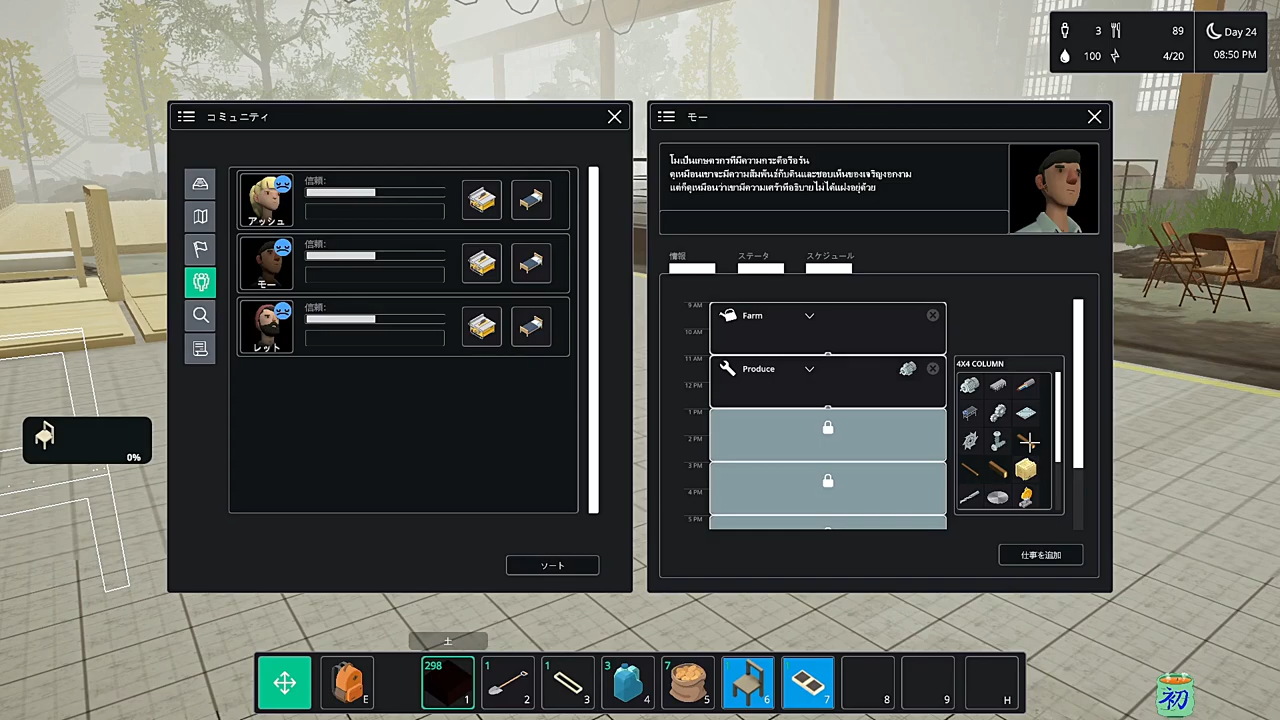 3
89
100
4/20
Day 24
08:50 PM
コミュニティ
信頼:
アッシュ
信頼:
モー
信頼:
レット
ソート
モー
โมเป็นเกษตรกรที่มีความกระตือรือร้น
ดูเหมือนเขาจะมีความสัมพันธ์กับดินและชอบเห็นของเจริญงอกงาม
แต่ก็ดูเหมือนว่าเขามีความเศร้าที่อธิบายไม่ได้แฝงอยู่ด้วย
情報
ステータ
スケジュール
9 AM
Farm
10 AM
11 AM
Produce
12 PM
1 PM
2 PM
3 PM
4 PM
5 PM
4X4 COLUMN
仕事を追加
0%
土
E
298
1
1
2
1
3
3
4
7
5
6
7
8
9
H
初